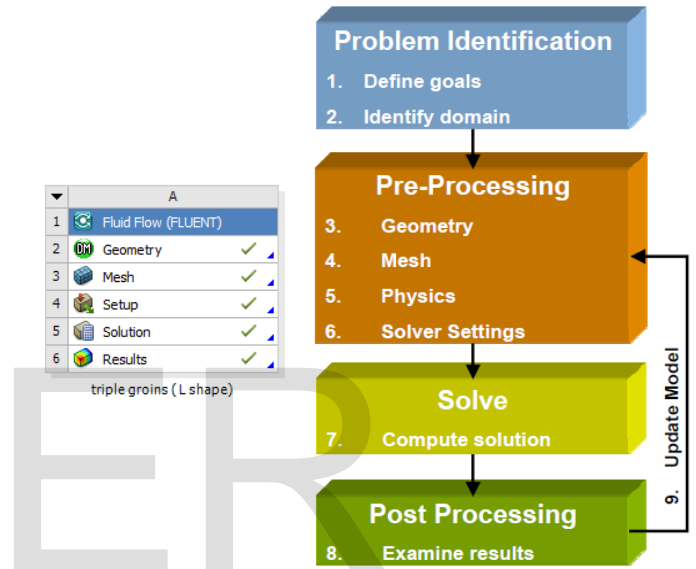 Problem Identification
1. Define goals
2. Identify domain
Pre-Processing
3. Geometry
4. Mesh
5. Physics
6. Solver Settings
Solve
7. Compute solution
Post Processing
8. Examine results
9. Update Model
A
1 Fluid Flow (FLUENT)
2 DM Geometry
3 Mesh
4 Setup
5 Solution
6 Results
triple groins ( L shape)
ER